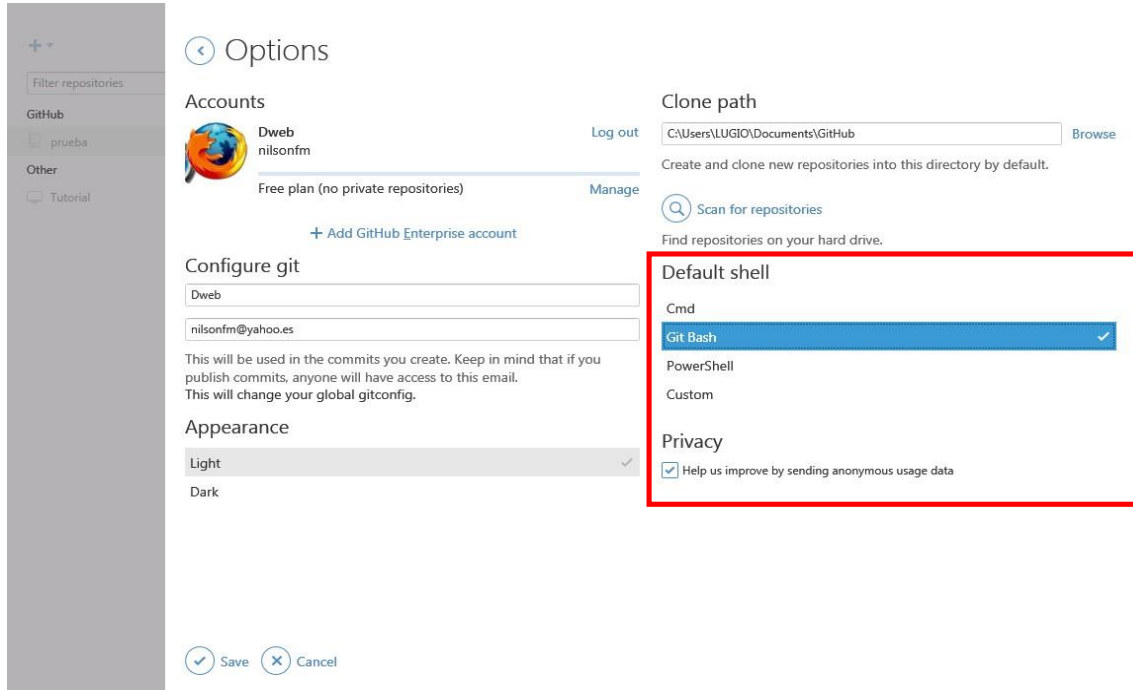 Filter repositories
GitHub
prueba
Other
Tutorial
Options
Accounts
Dweb
Log out
nilsonfm
Free plan (no private repositories)
Manage
+ Add GitHub Enterprise account
Configure git
Dweb
nilsonfm@yahoo.es
This will be used in the commits you create. Keep in mind that if you
publish commits, anyone will have access to this email.
This will change your global gitconfig.
Appearance
Light
Dark
Clone path
C:\Users\LUGIO\Documents\GitHub
Browse
Create and clone new repositories into this directory by default.
Scan for repositories
Find repositories on your hard drive.
Default shell
Cmd
Git Bash
PowerShell
Custom
Privacy
Help us improve by sending anonymous usage data
Save
Cancel